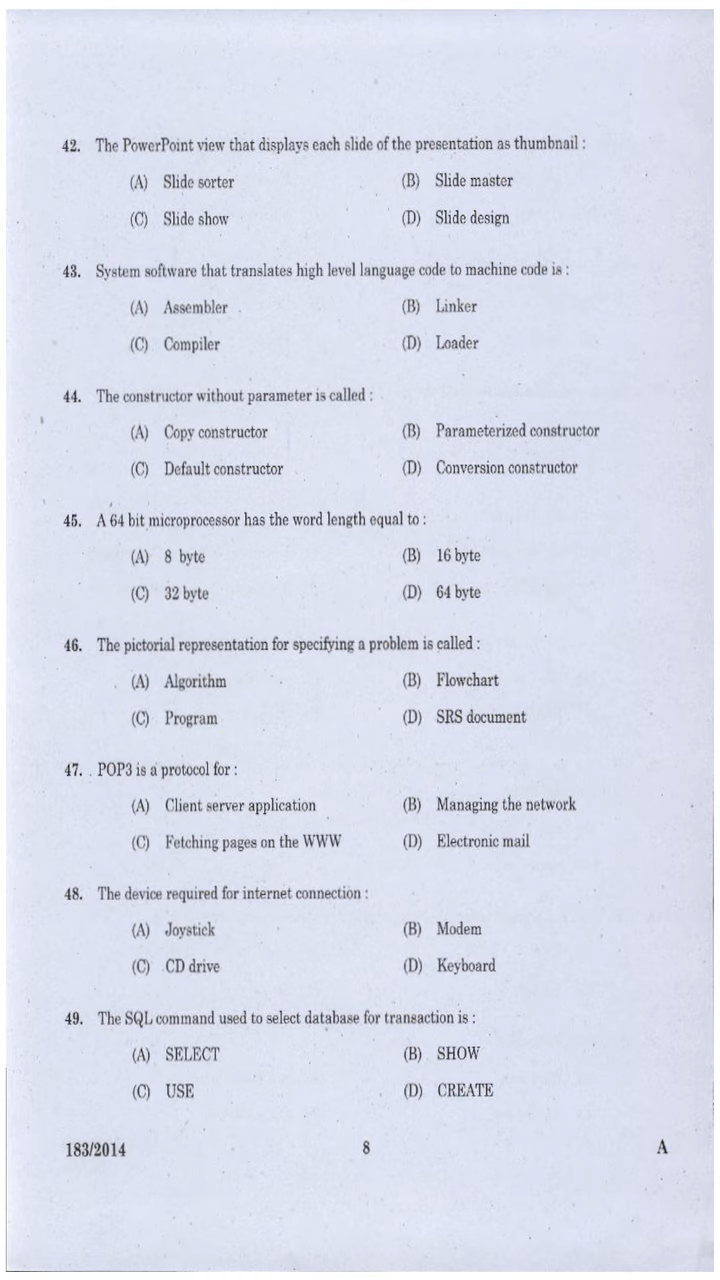 42. The PowerPoint view that displays each slide of the presentation as thumbnail :
(A) Slide sorter (B) Slide master
(C) Slide show (D) Slide design
43. System software that translates high level language code to machine code is :
(A) Assembler (B) Linker
(C) Compiler (D) Loader
44. The constructor without parameter is called :
(A) Copy constructor (B) Parameterized constructor
(C) Default constructor (D) Conversion constructor
45. A 64 bit microprocessor has the word length equal to :
(A) 8 byte (B) 16 byte
(C) 32 byte (D) 64 byte
46. The pictorial representation for specifying a problem is called :
(A) Algorithm (B) Flowchart
(C) Program (D) SRS document
47. POP3 is a protocol for :
(A) Client server application (B) Managing the network
(C) Fetching pages on the WWW (D) Electronic mail
48. The device required for internet connection :
(A) Joystick (B) Modem
(C) CD drive (D) Keyboard
49. The SQL command used to select database for transaction is :
(A) SELECT (B) SHOW
(C) USE (D) CREATE
183/2014 8 A